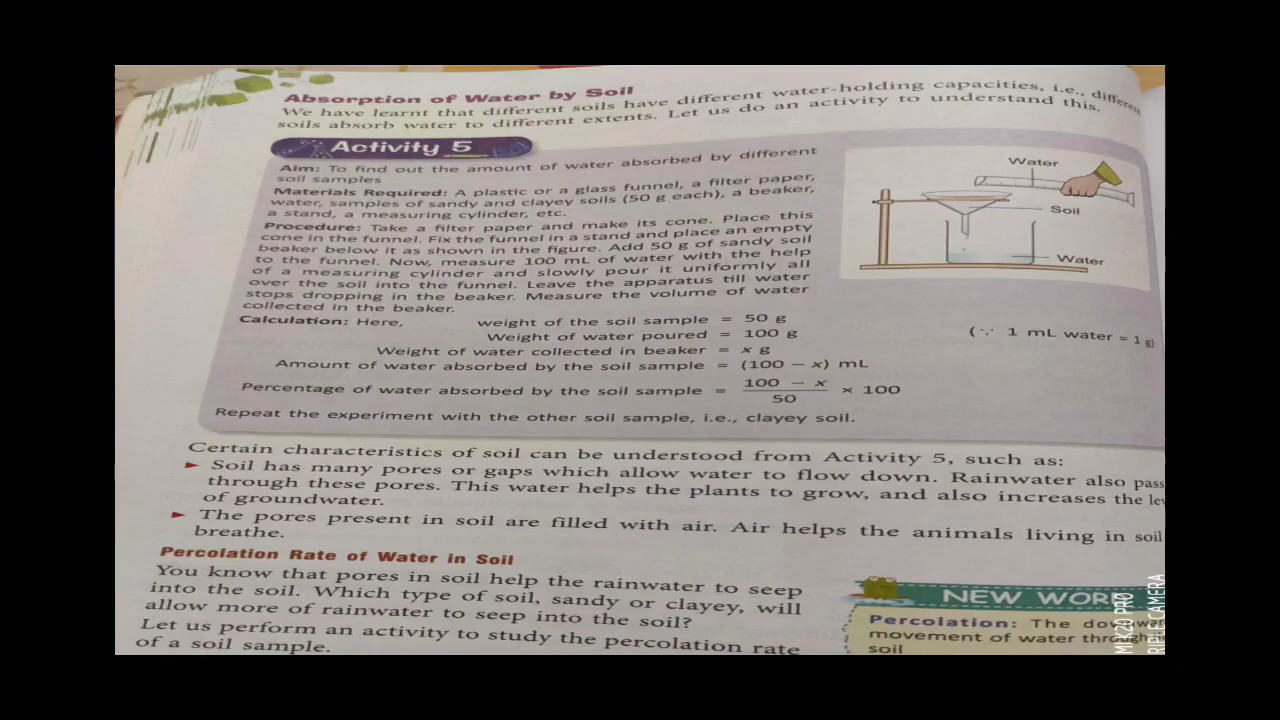 Absorption of Water by Soil
We have learnt that different soils have different water-holding capacities, i.e., different
soils absorb water to different extents. Let us do an activity to understand this.
Activity 5
Aim: To find out the amount of water absorbed by different
soil samples
Materials Required: A plastic or a glass funnel, a filter paper,
water, samples of sandy and clayey soils (50 g each), a beaker,
a stand, a measuring cylinder, etc.
Procedure: Take a filter paper and make its cone. Place this
cone in the funnel. Fix the funnel in a stand and place an empty
beaker below it as shown in the figure. Add 50 g of sandy soil
to the funnel. Now, measure 100 mL of water with the help
of a measuring cylinder and slowly pour it uniformly all
over the soil into the funnel. Leave the apparatus till water
stops dropping in the beaker. Measure the volume of water
collected in the beaker.
Water
Soil
Water
Calculation: Here, weight of the soil sample = 50 g
Weight of water poured = 100 g (∵ 1 mL water = 1 g)
Weight of water collected in beaker = x g
Amount of water absorbed by the soil sample = (100 − x) mL
Percentage of water absorbed by the soil sample = 100 − x / 50 × 100
Repeat the experiment with the other soil sample, i.e., clayey soil.
Certain characteristics of soil can be understood from Activity 5, such as:
► Soil has many pores or gaps which allow water to flow down. Rainwater also pass
through these pores. This water helps the plants to grow, and also increases the lev
of groundwater.
► The pores present in soil are filled with air. Air helps the animals living in soil
breathe.
Percolation Rate of Water in Soil
You know that pores in soil help the rainwater to seep
into the soil. Which type of soil, sandy or clayey, will
allow more of rainwater to seep into the soil?
Let us perform an activity to study the percolation rate
of a soil sample.
NEW WOR
Percolation: The downwar
movement of water through
soil